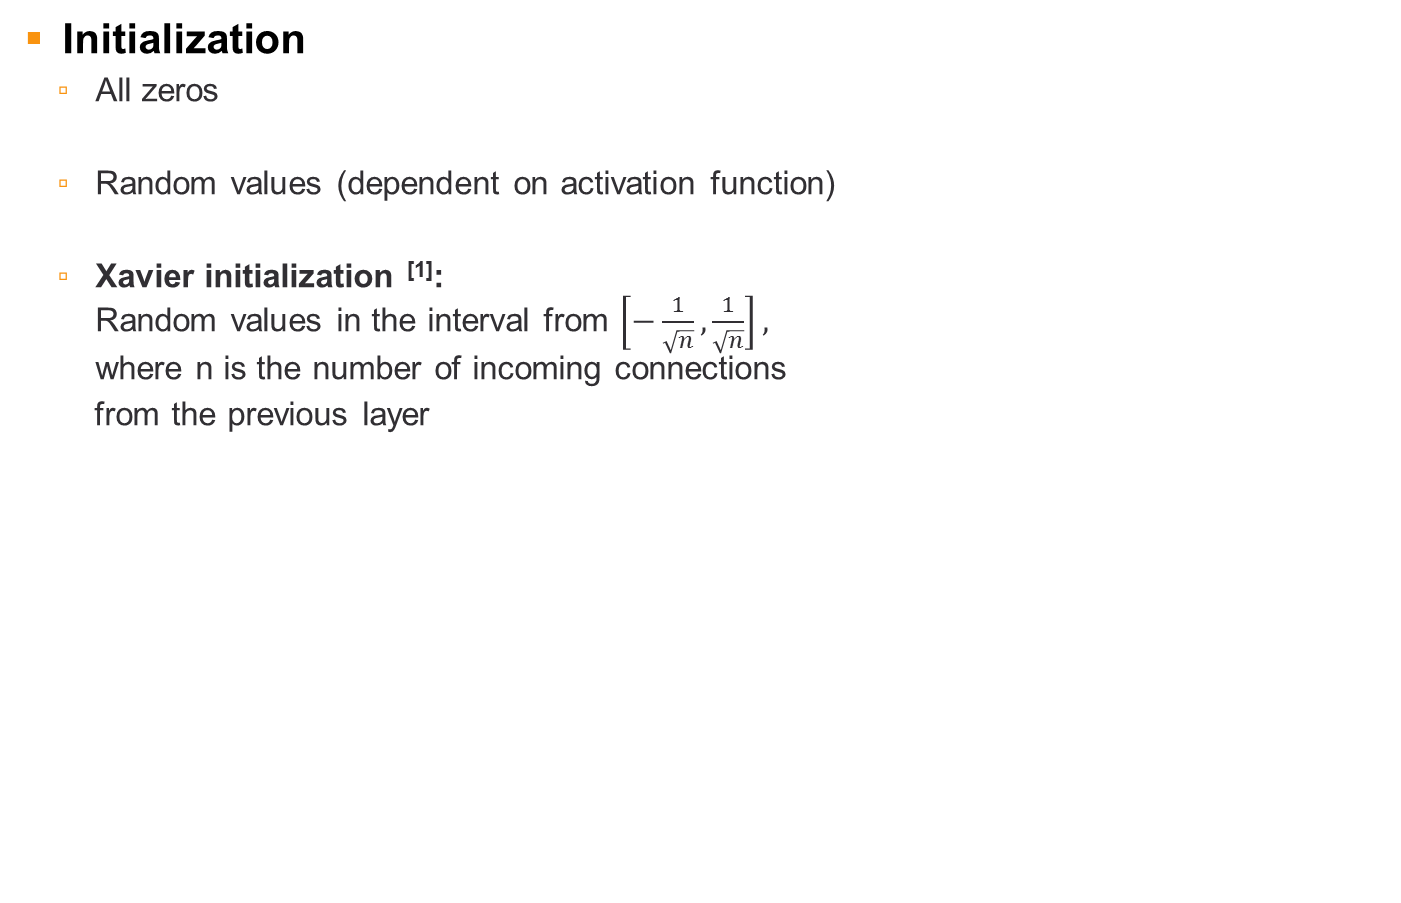 Initialization
All zeros
Random values (dependent on activation function)
Xavier initialization [1]:
Random values in the interval from [−1/√n, 1/√n],
where n is the number of incoming connections
from the previous layer